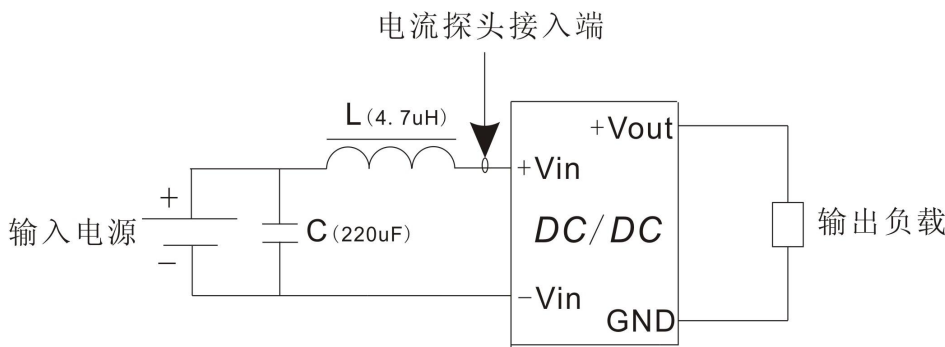 电流探头接入端
L(4.7uH)
+Vout
+Vin
+
输入电源
C(220uF)
DC/DC
输出负载
−
−Vin
GND